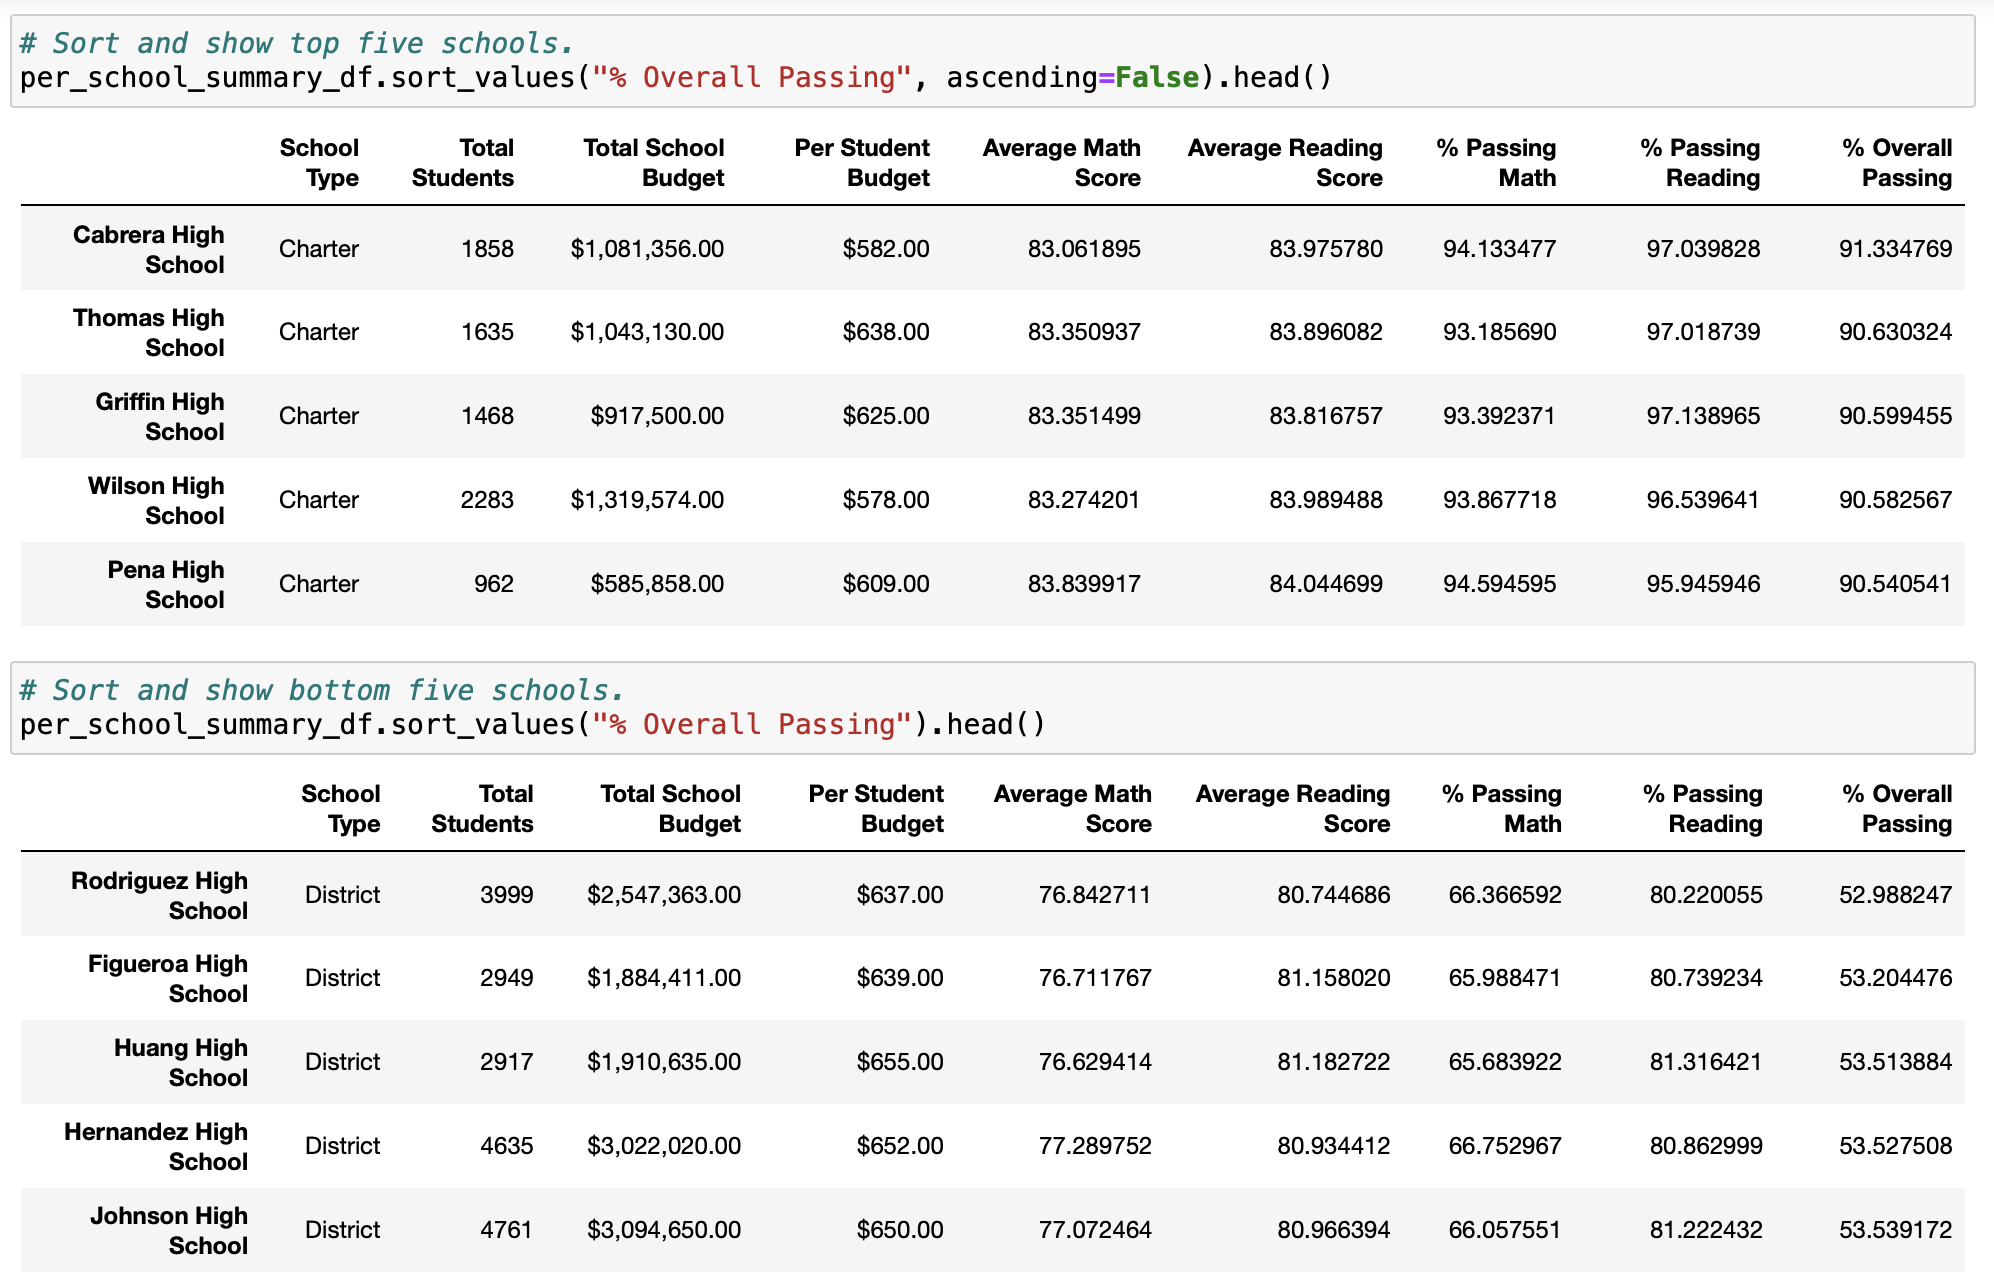 # Sort and show top five schools.
per_school_summary_df.sort_values("% Overall Passing", ascending=False).head()
School Type Total Students Total School Budget Per Student Budget Average Math Score Average Reading Score % Passing Math % Passing Reading % Overall Passing
Cabrera High School Charter 1858 $1,081,356.00 $582.00 83.061895 83.975780 94.133477 97.039828 91.334769
Thomas High School Charter 1635 $1,043,130.00 $638.00 83.350937 83.896082 93.185690 97.018739 90.630324
Griffin High School Charter 1468 $917,500.00 $625.00 83.351499 83.816757 93.392371 97.138965 90.599455
Wilson High School Charter 2283 $1,319,574.00 $578.00 83.274201 83.989488 93.867718 96.539641 90.582567
Pena High School Charter 962 $585,858.00 $609.00 83.839917 84.044699 94.594595 95.945946 90.540541
# Sort and show bottom five schools.
per_school_summary_df.sort_values("% Overall Passing").head()
School Type Total Students Total School Budget Per Student Budget Average Math Score Average Reading Score % Passing Math % Passing Reading % Overall Passing
Rodriguez High School District 3999 $2,547,363.00 $637.00 76.842711 80.744686 66.366592 80.220055 52.988247
Figueroa High School District 2949 $1,884,411.00 $639.00 76.711767 81.158020 65.988471 80.739234 53.204476
Huang High School District 2917 $1,910,635.00 $655.00 76.629414 81.182722 65.683922 81.316421 53.513884
Hernandez High School District 4635 $3,022,020.00 $652.00 77.289752 80.934412 66.752967 80.862999 53.527508
Johnson High School District 4761 $3,094,650.00 $650.00 77.072464 80.966394 66.057551 81.222432 53.539172